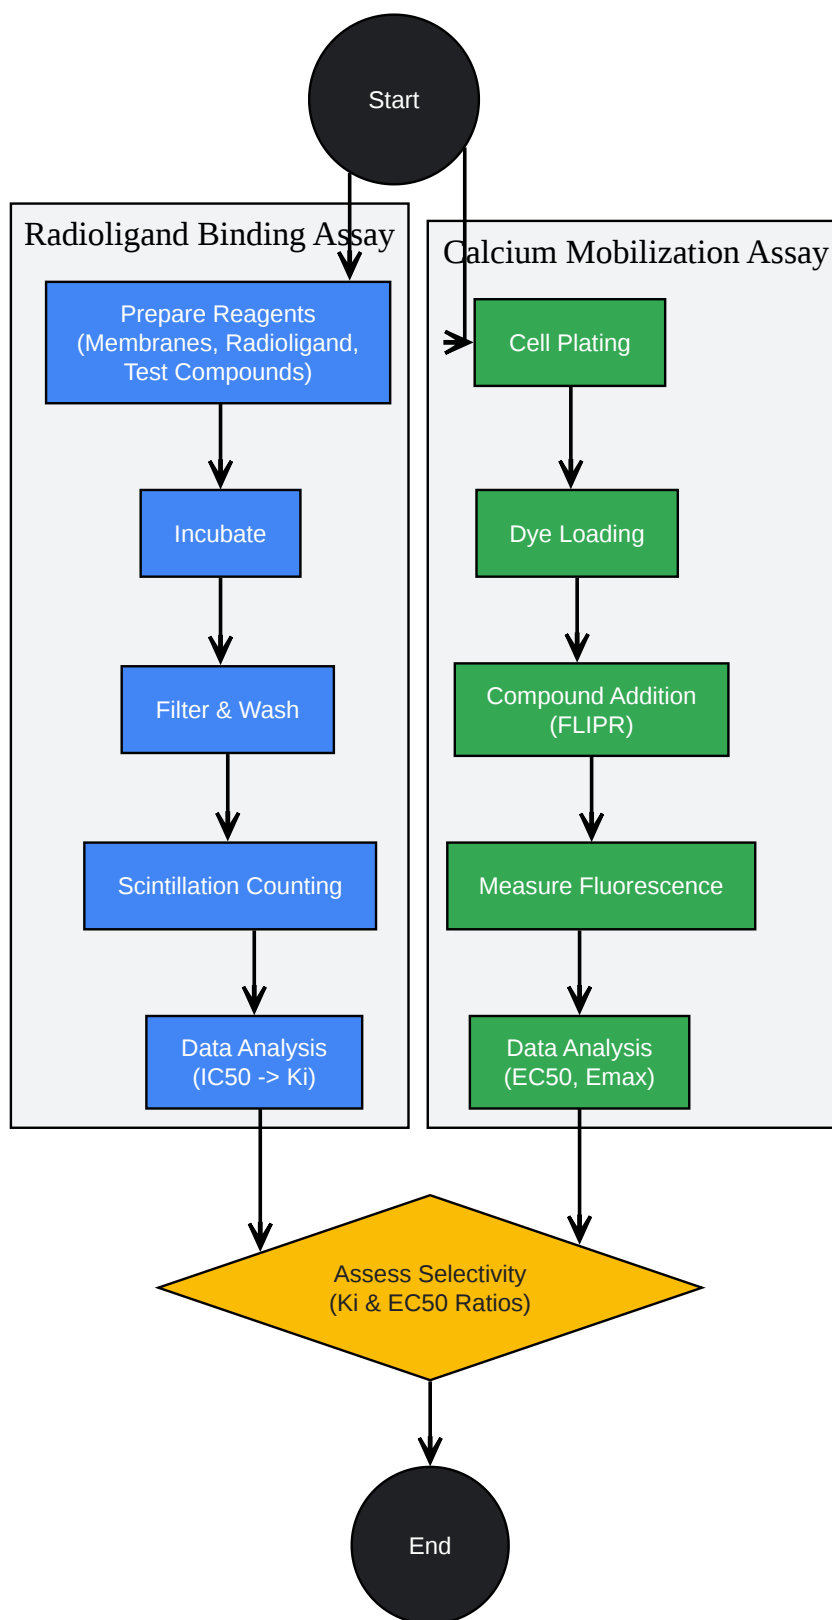 Start
Radioligand Binding Assay
Prepare Reagents
(Membranes, Radioligand,
Test Compounds)
Incubate
Filter & Wash
Scintillation Counting
Data Analysis
(IC50 -> Ki)
Calcium Mobilization Assay
Cell Plating
Dye Loading
Compound Addition
(FLIPR)
Measure Fluorescence
Data Analysis
(EC50, Emax)
Assess Selectivity
(Ki & EC50 Ratios)
End